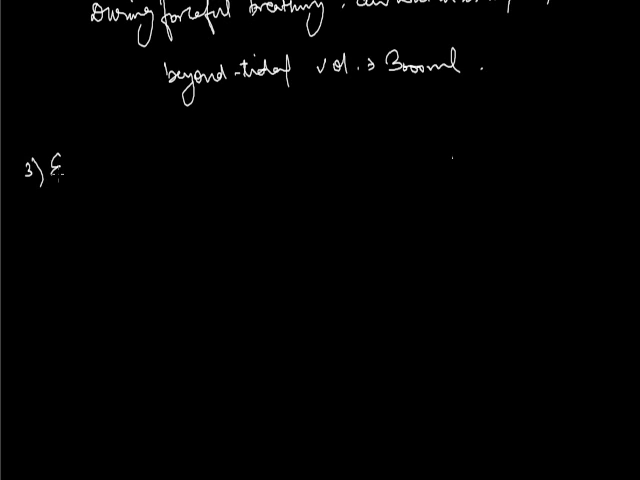 During forceful breathing,
beyond tidal vol. → 3000ml.
3) E